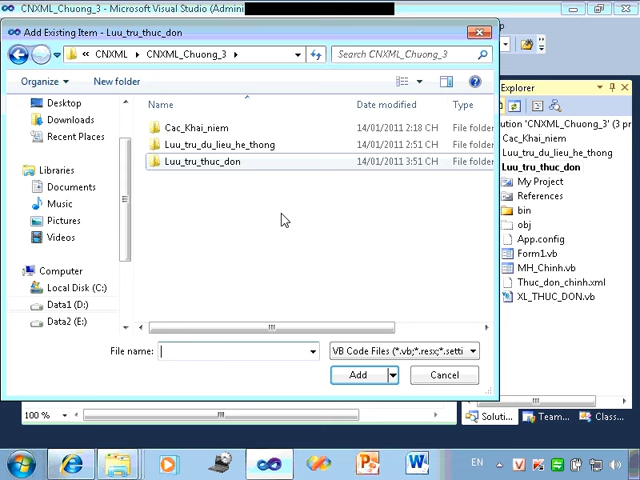 CNXML_Chuong_3 - Microsoft Visual Studio (Admini
Add Existing Item - Luu_tru_thuc_don
« CNXML CNXML_Chuong_3
Search CNXML_Chuong_3
Organize
New folder
Desktop
Downloads
Recent Places
Libraries
Documents
Music
Pictures
Videos
Computer
Local Disk (C:)
Data1 (D:)
Data2 (E:)
Name Date modified Type
Cac_Khai_niem 14/01/2011 2:18 CH File folder
Luu_tru_du_lieu_he_thong 14/01/2011 2:51 CH File folder
Luu_tru_thuc_don 14/01/2011 3:51 CH File folder
File name:
VB Code Files (*.vb;*.resx;*.setti
Add
Cancel
Explorer
ution 'CNXML_Chuong_3' (3 pr
Cac_Khai_niem
Luu_tru_du_lieu_he_thong
Luu_tru_thuc_don
My Project
References
bin
obj
App.config
Form1.vb
MH_Chinh.vb
Thuc_don_chinh.xml
XL_THUC_DON.vb
100 %
Soluti...
Team...
Class...
EN